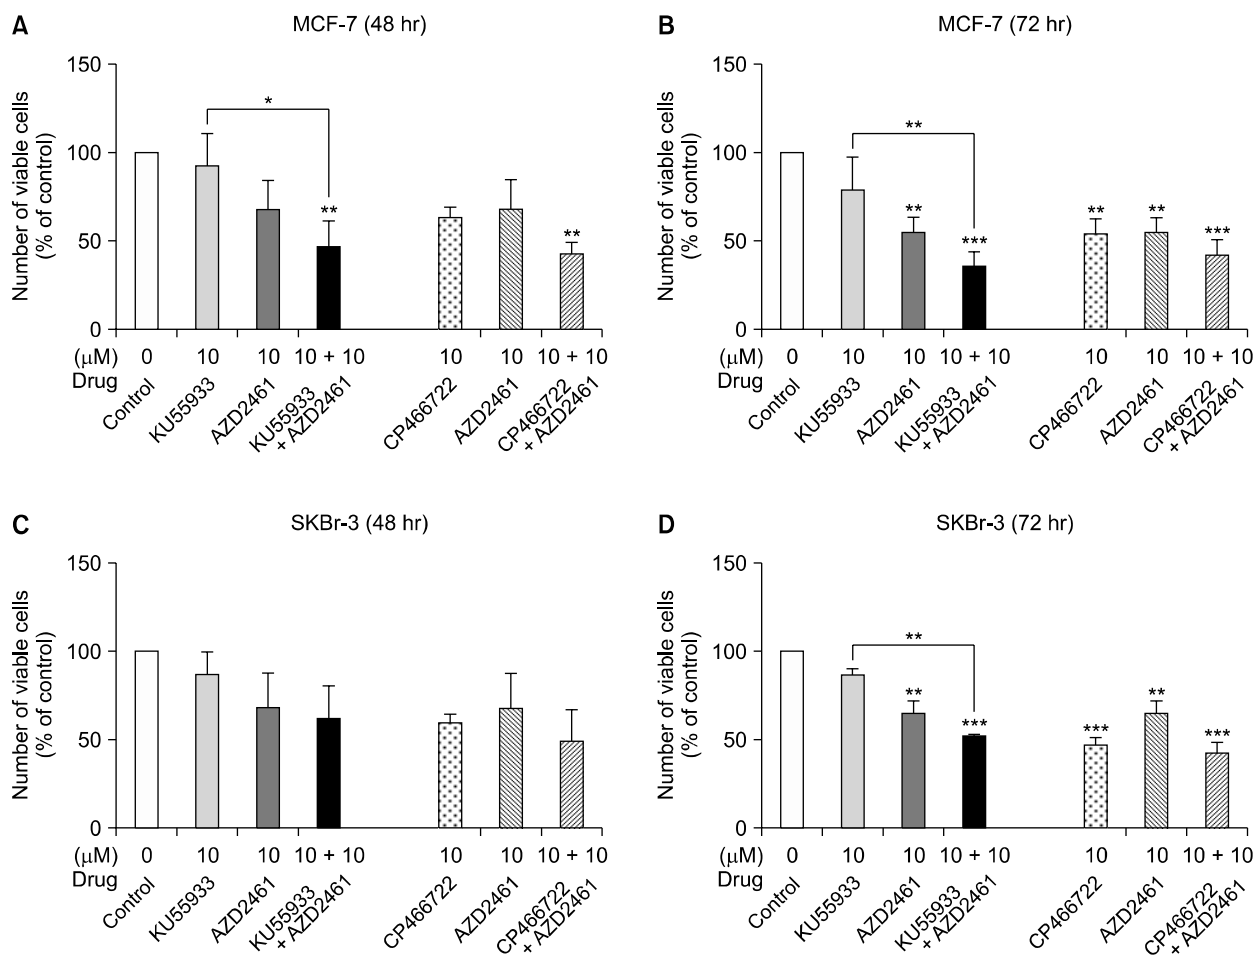 A
MCF-7 (48 hr)
Number of viable cells
(% of control)
150
100
50
0
*
**
**
(μM) 0 10 10 10 + 10 10 10 10 + 10
Drug
Control
KU55933
AZD2461
KU55933
+ AZD2461
CP466722
AZD2461
CP466722
+ AZD2461
B
MCF-7 (72 hr)
Number of viable cells
(% of control)
150
100
50
0
**
**
***
**
**
***
(μM) 0 10 10 10 + 10 10 10 10 + 10
Drug
Control
KU55933
AZD2461
KU55933
+ AZD2461
CP466722
AZD2461
CP466722
+ AZD2461
C
SKBr-3 (48 hr)
Number of viable cells
(% of control)
150
100
50
0
(μM) 0 10 10 10 + 10 10 10 10 + 10
Drug
Control
KU55933
AZD2461
KU55933
+ AZD2461
CP466722
AZD2461
CP466722
+ AZD2461
D
SKBr-3 (72 hr)
Number of viable cells
(% of control)
150
100
50
0
**
**
***
***
**
***
(μM) 0 10 10 10 + 10 10 10 10 + 10
Drug
Control
KU55933
AZD2461
KU55933
+ AZD2461
CP466722
AZD2461
CP466722
+ AZD2461